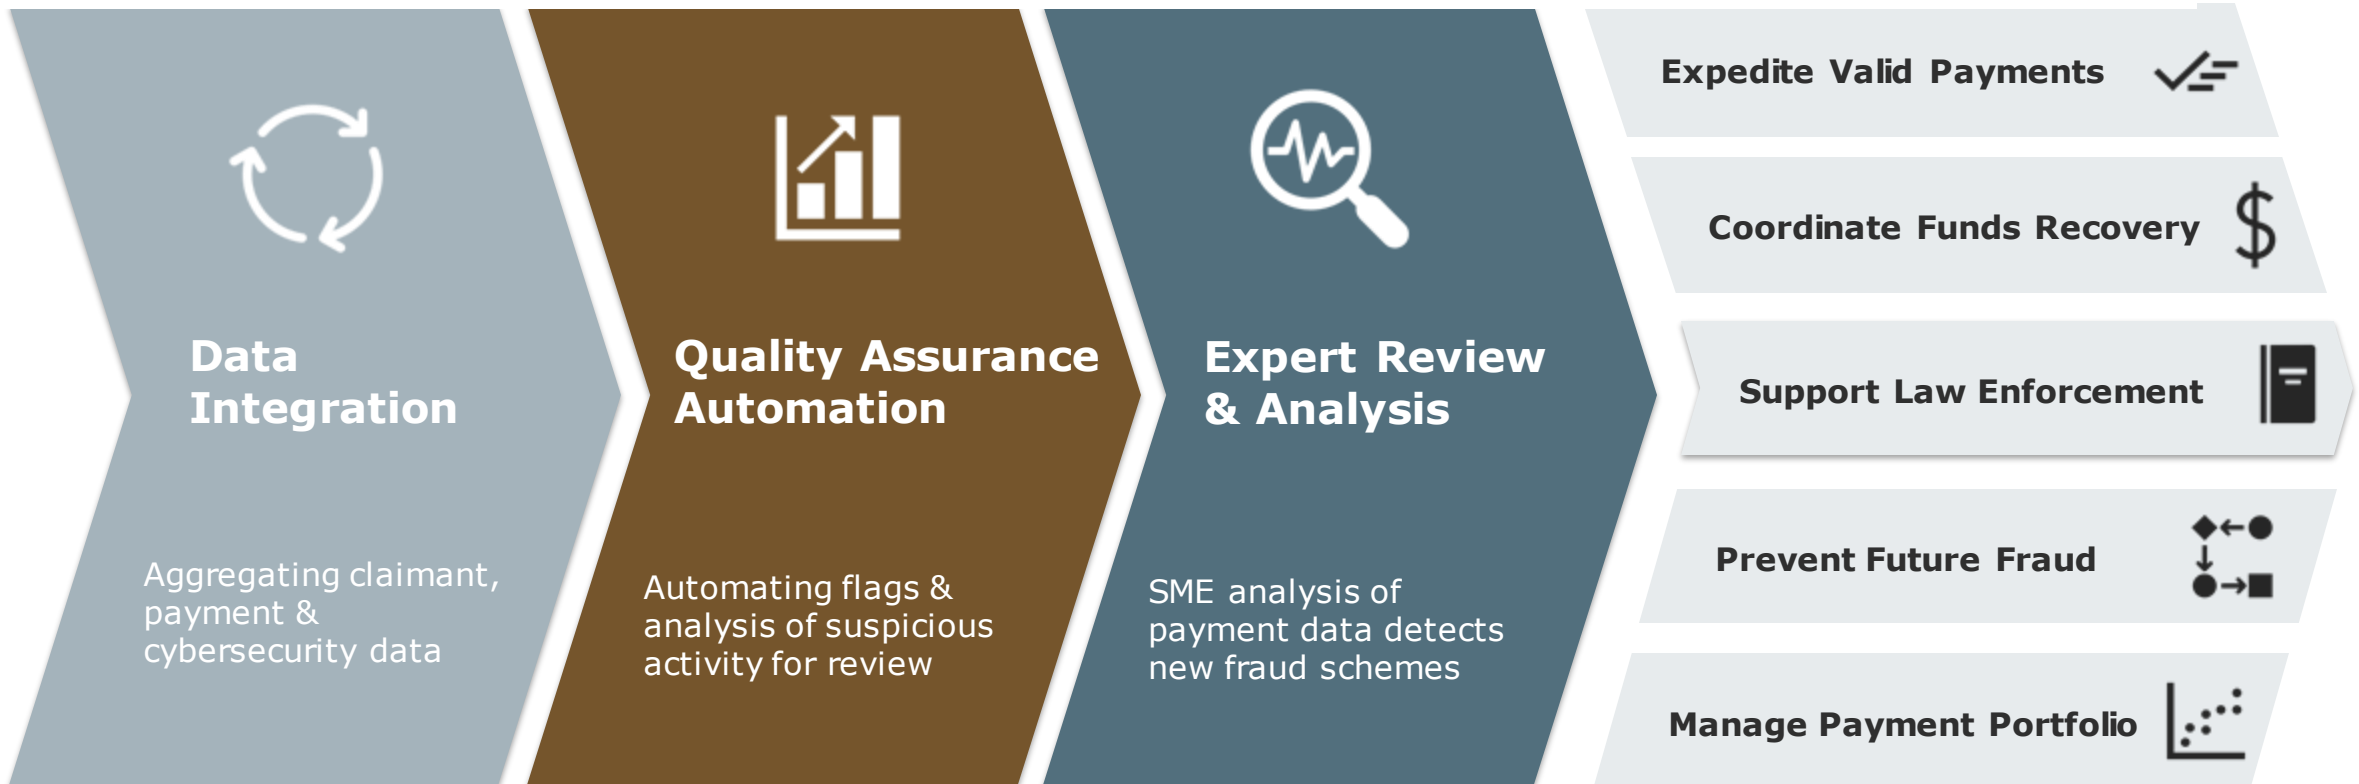 Data
Integration
Aggregating claimant,
payment &
cybersecurity data
Quality Assurance
Automation
Automating flags &
analysis of suspicious
activity for review
Expert Review
& Analysis
SME analysis of
payment data detects
new fraud schemes
Expedite Valid Payments
Coordinate Funds Recovery
Support Law Enforcement
Prevent Future Fraud
Manage Payment Portfolio